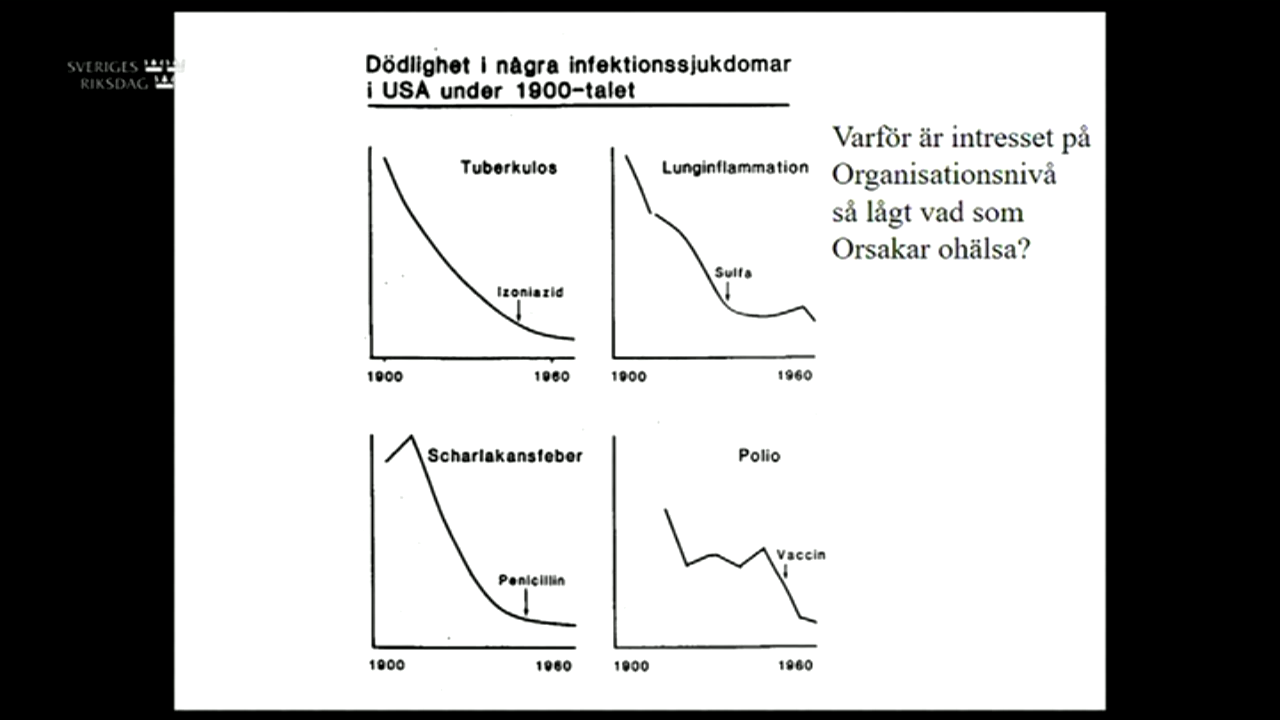 SVERIGES
RIKSDAG
Dödlighet i några infektionssjukdomar
i USA under 1900-talet
Varför är intresset på
Organisationsnivå
så lågt vad som
Orsakar ohälsa?
Tuberkulos
Izoniazid
1900
1960
Lunginflammation
Sulfa
1900
1960
Scharlakansfeber
Penicillin
1900
1960
Polio
Vaccin
1900
1960